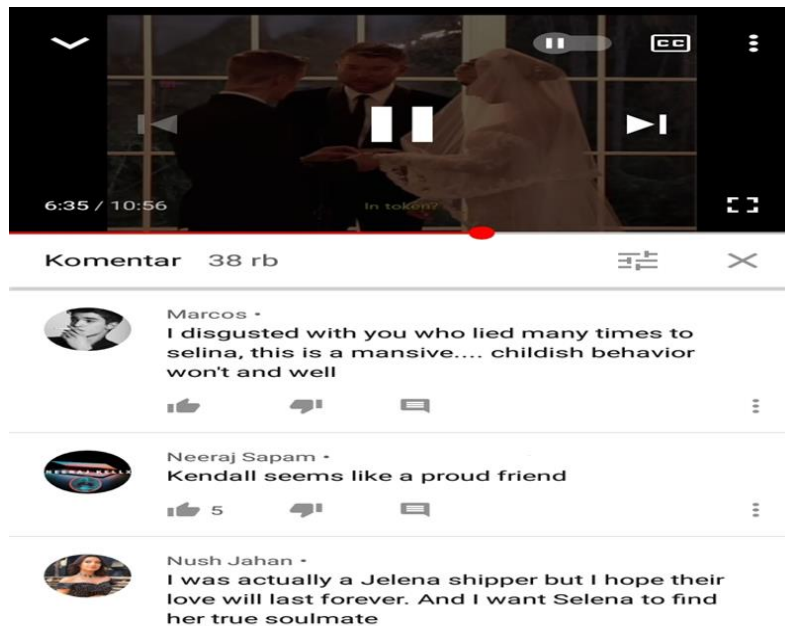 CC
6:35 / 10:56
In token?
Komentar 38 rb
Marcos •
I disgusted with you who lied many times to
selina, this is a mansive.... childish behavior
won't and well
Neeraj Sapam •
Kendall seems like a proud friend
5
Nush Jahan •
I was actually a Jelena shipper but I hope their
love will last forever. And I want Selena to find
her true soulmate